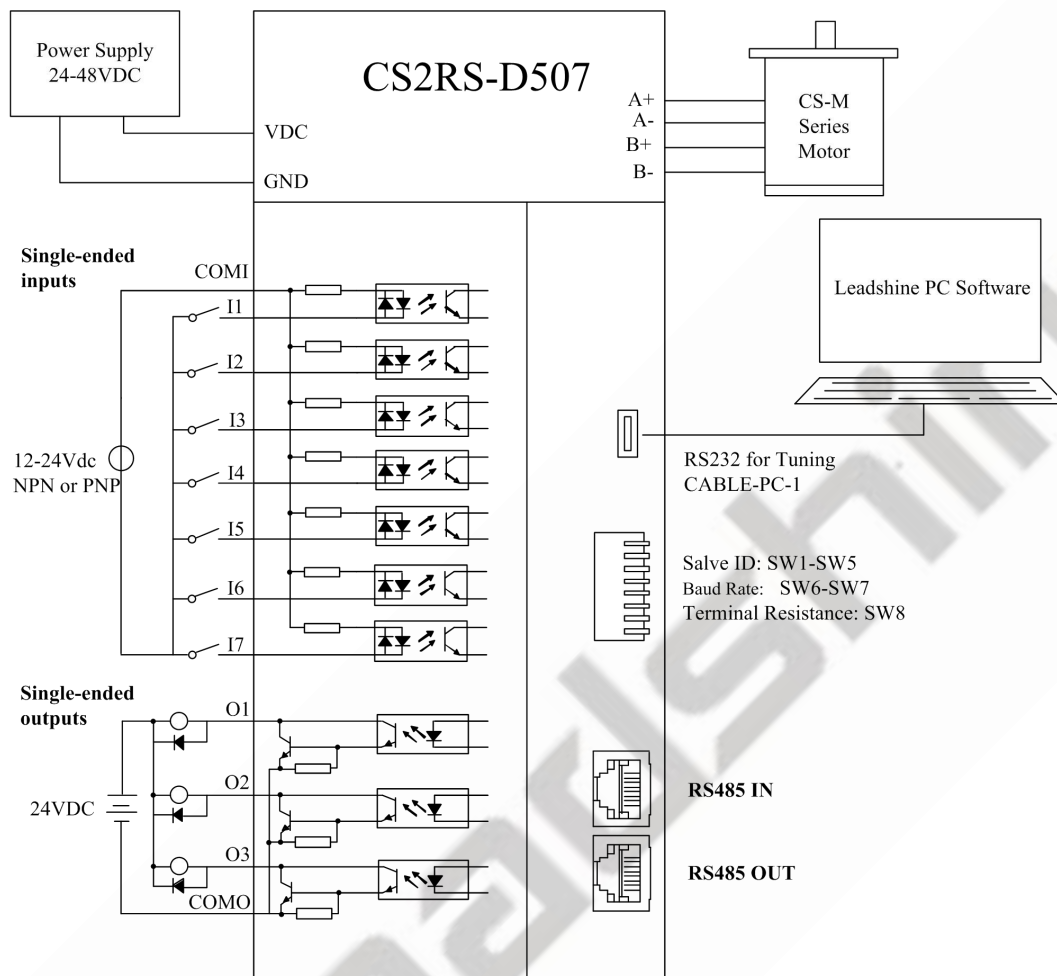 Power Supply
24-48VDC
CS2RS-D507
VDC
GND
A+
A-
B+
B-
CS-M
Series
Motor
Single-ended
inputs
COMI
I1
I2
I3
I4
I5
I6
I7
12-24Vdc
NPN or PNP
Leadshine PC Software
RS232 for Tuning
CABLE-PC-1
Salve ID: SW1-SW5
Baud Rate: SW6-SW7
Terminal Resistance: SW8
Single-ended
outputs
O1
O2
O3
COMO
24VDC
RS485 IN
RS485 OUT